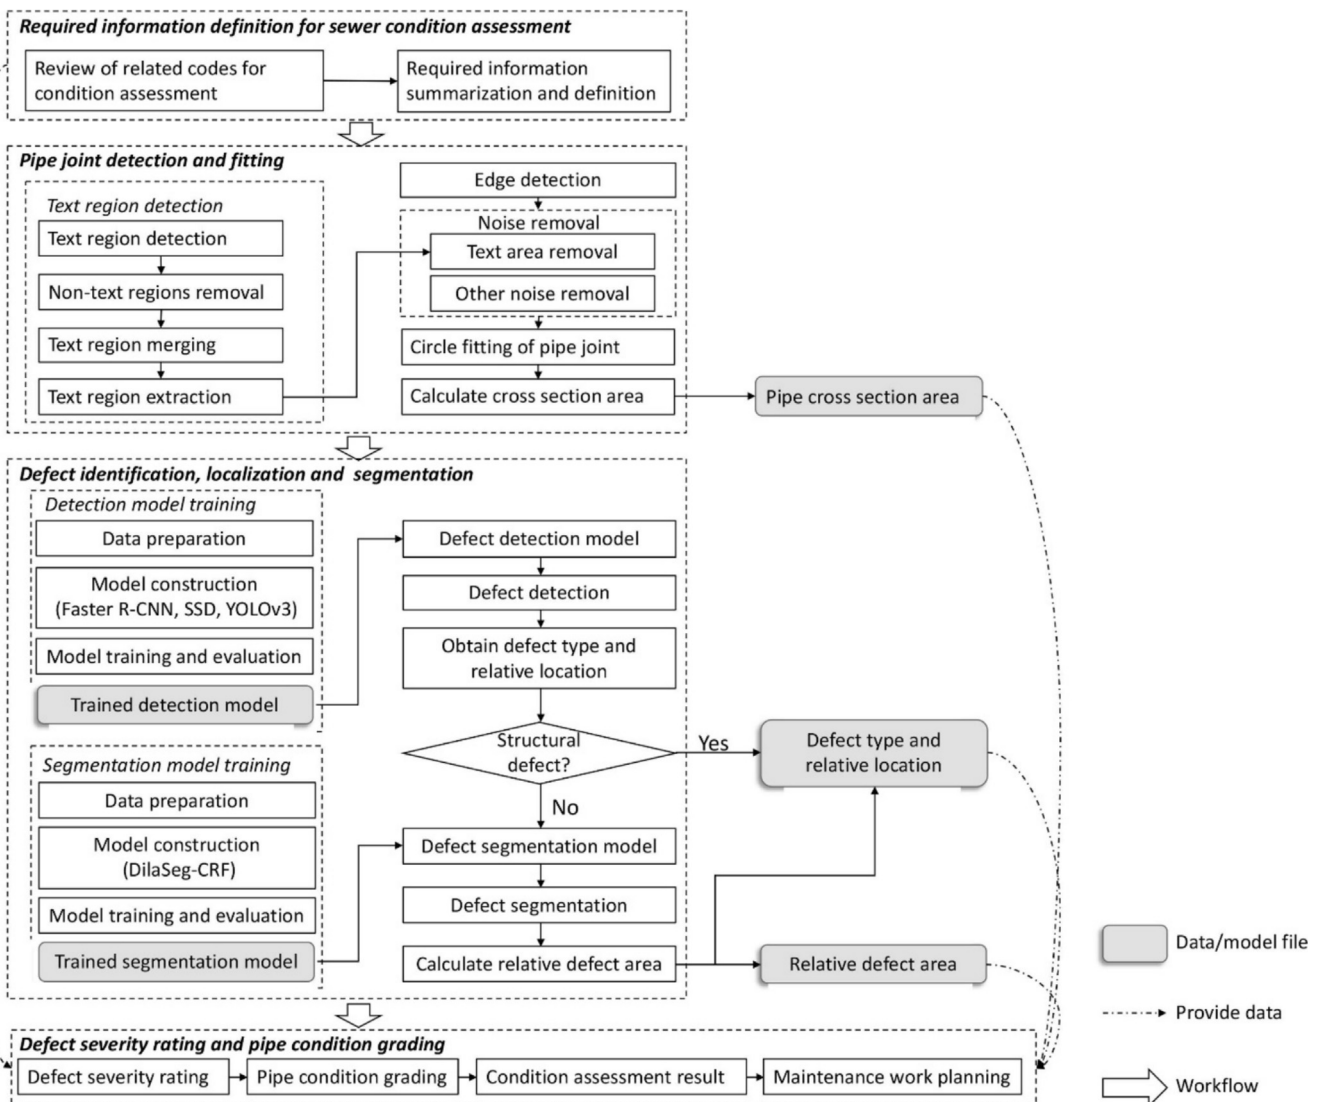 Required information definition for sewer condition assessment
Review of related codes for
condition assessment
Required information
summarization and definition
Pipe joint detection and fitting
Text region detection
Text region detection
Non-text regions removal
Text region merging
Text region extraction
Edge detection
Noise removal
Text area removal
Other noise removal
Circle fitting of pipe joint
Calculate cross section area
Pipe cross section area
Defect identification, localization and segmentation
Detection model training
Data preparation
Model construction
(Faster R-CNN, SSD, YOLOv3)
Model training and evaluation
Trained detection model
Defect detection model
Defect detection
Obtain defect type and
relative location
Structural
defect?
Yes
No
Defect type and
relative location
Segmentation model training
Data preparation
Model construction
(DilaSeg-CRF)
Model training and evaluation
Trained segmentation model
Defect segmentation model
Defect segmentation
Calculate relative defect area
Relative defect area
Data/model file
Provide data
Workflow
Defect severity rating and pipe condition grading
Defect severity rating
Pipe condition grading
Condition assessment result
Maintenance work planning